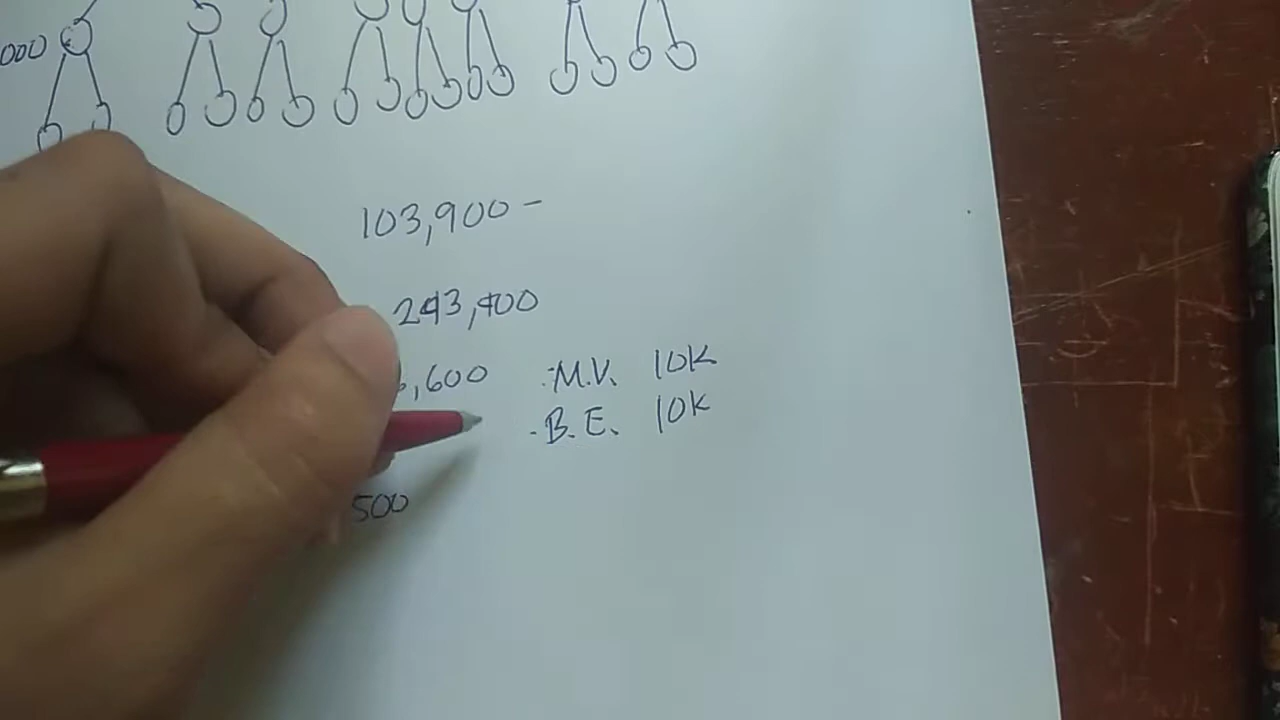 000
103,900 -
243,400
,600 - M.V. 10K
- B.E. 10K
500